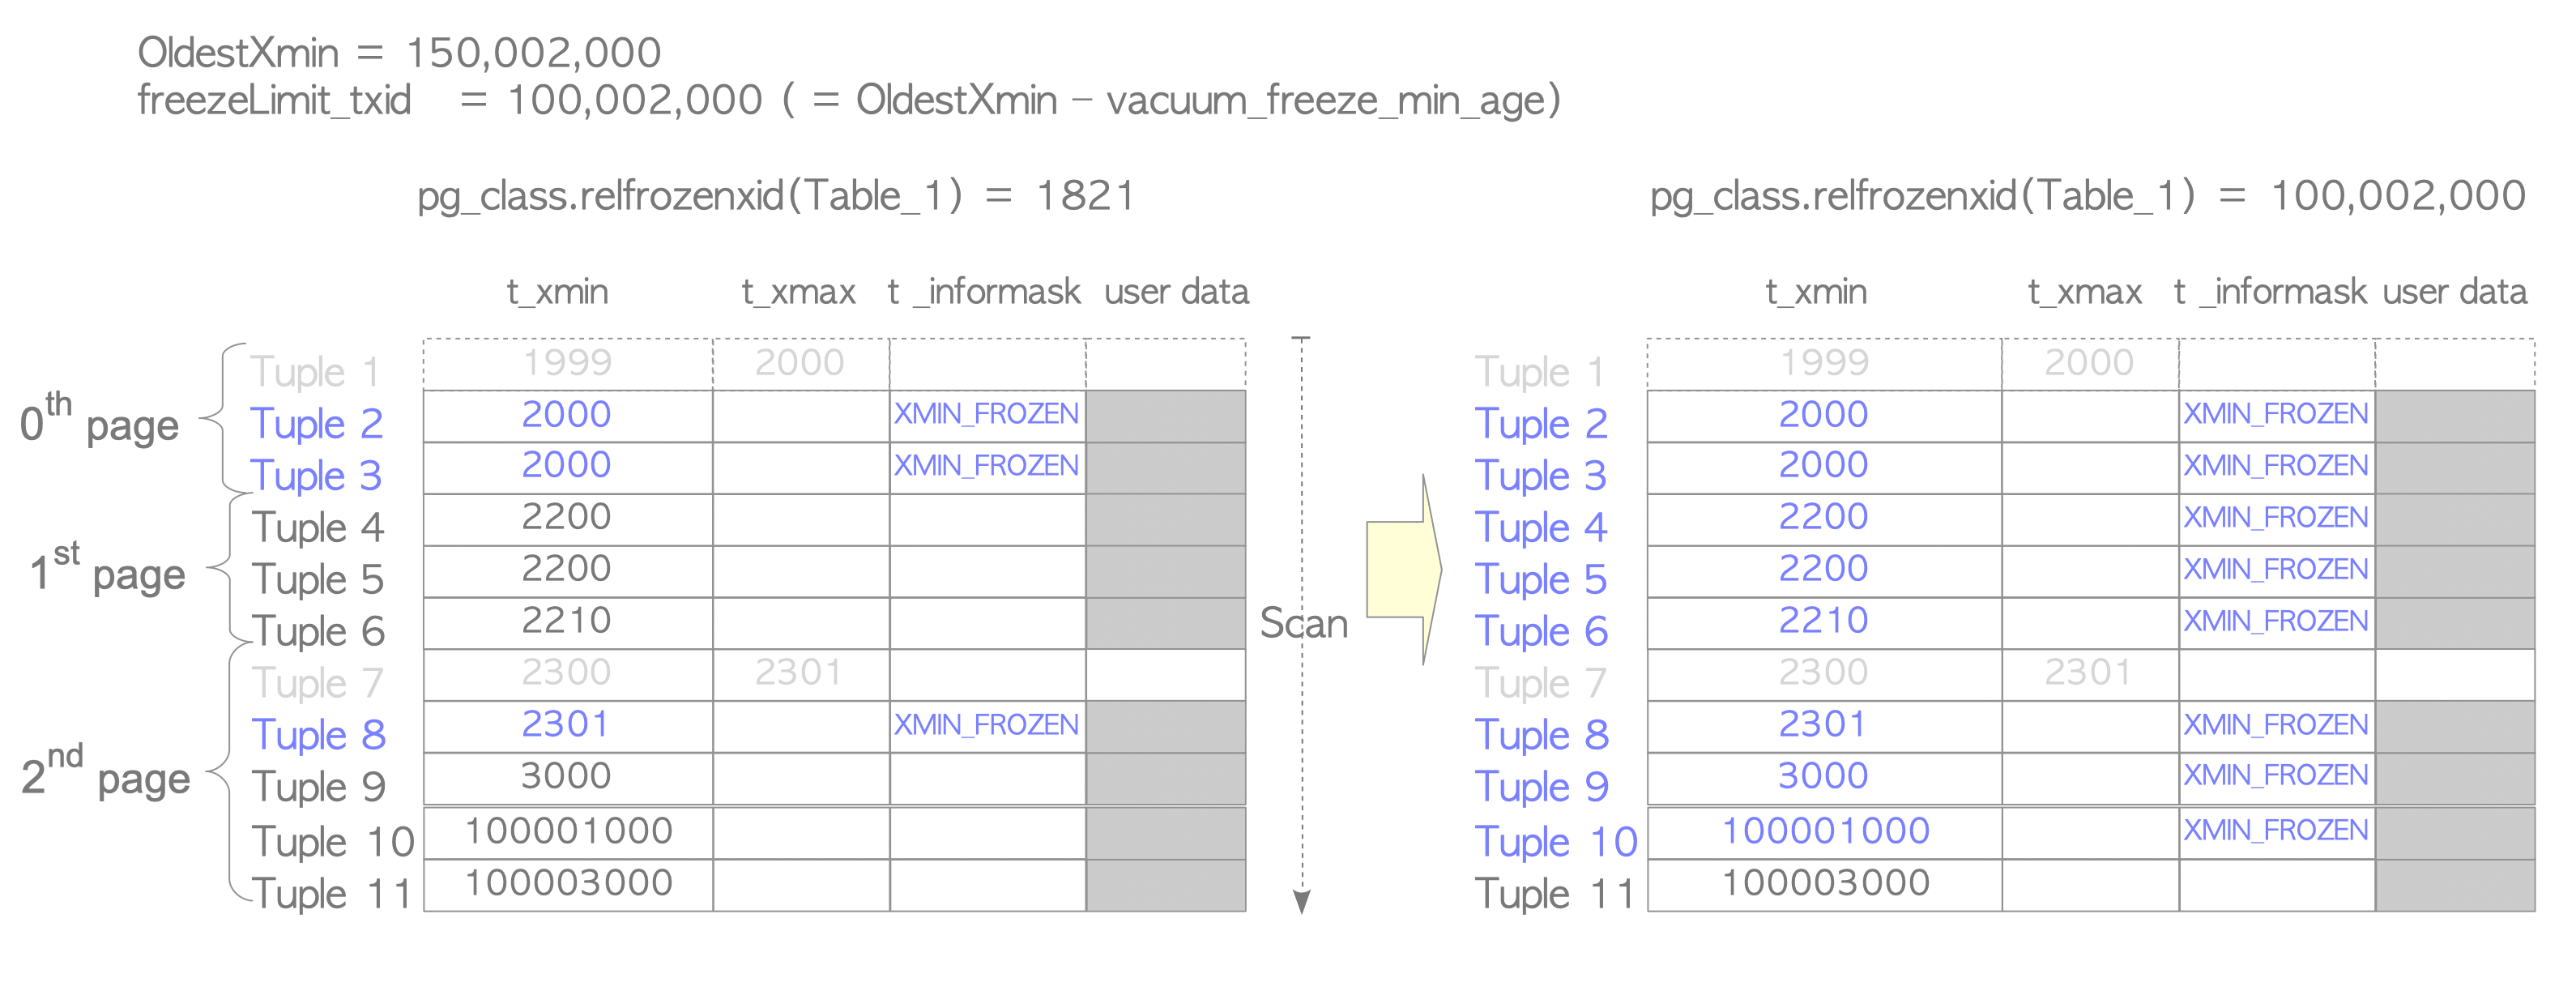 OldestXmin = 150,002,000
freezeLimit_txid = 100,002,000 ( = OldestXmin – vacuum_freeze_min_age)
pg_class.relfrozenxid(Table_1) = 1821
t_xmin t_xmax t _informask user data
0th page
Tuple 1 1999 2000
Tuple 2 2000 XMIN_FROZEN
Tuple 3 2000 XMIN_FROZEN
1st page
Tuple 4 2200
Tuple 5 2200
Tuple 6 2210
2nd page
Tuple 7 2300 2301
Tuple 8 2301 XMIN_FROZEN
Tuple 9 3000
Tuple 10 100001000
Tuple 11 100003000
Scan
pg_class.relfrozenxid(Table_1) = 100,002,000
t_xmin t_xmax t _informask user data
Tuple 1 1999 2000
Tuple 2 2000 XMIN_FROZEN
Tuple 3 2000 XMIN_FROZEN
Tuple 4 2200 XMIN_FROZEN
Tuple 5 2200 XMIN_FROZEN
Tuple 6 2210 XMIN_FROZEN
Tuple 7 2300 2301
Tuple 8 2301 XMIN_FROZEN
Tuple 9 3000 XMIN_FROZEN
Tuple 10 100001000 XMIN_FROZEN
Tuple 11 100003000